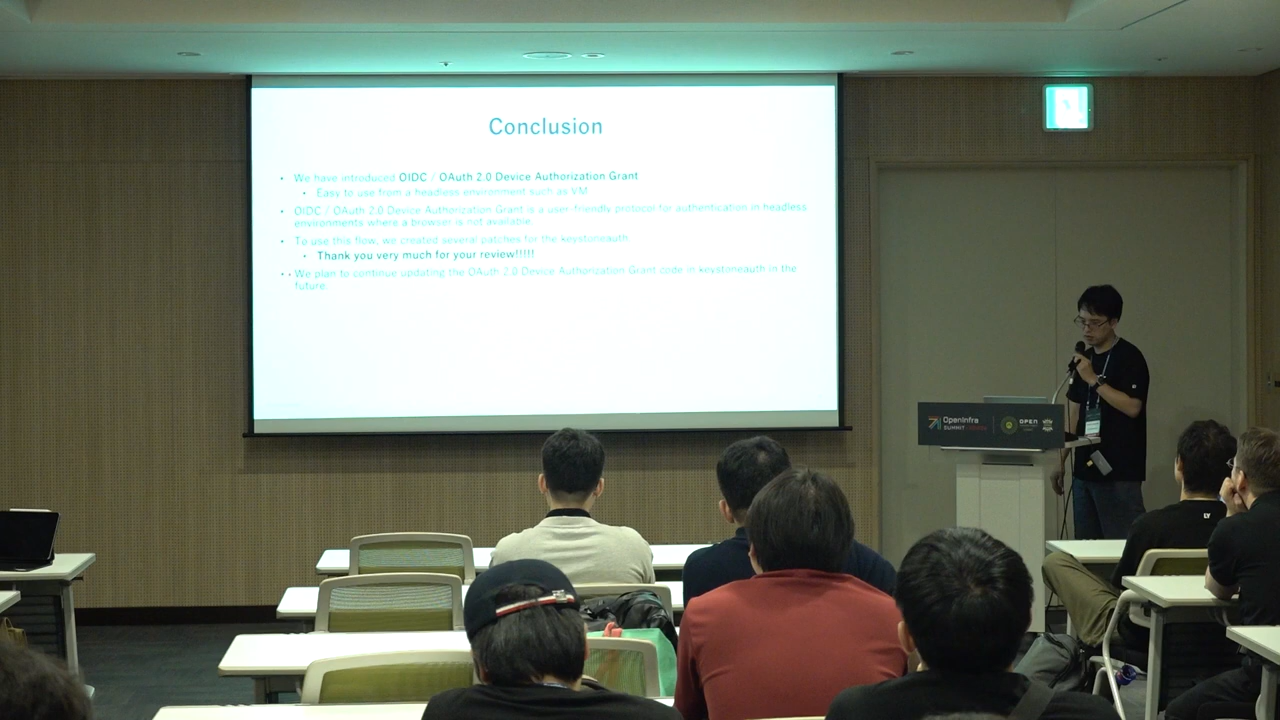 Conclusion
• We have introduced OIDC / OAuth 2.0 Device Authorization Grant
• Easy to use from a headless environment such as VM
• OIDC / OAuth 2.0 Device Authorization Grant is a user-friendly protocol for authentication in headless
environments where a browser is not available.
• To use this flow, we created several patches for the keystoneauth
• Thank you very much for your review!!!!!
• • We plan to continue updating the OAuth 2.0 Device Authorization Grant code in keystoneauth in the
future.
OpenInfra
SUMMIT
OPEN
LY